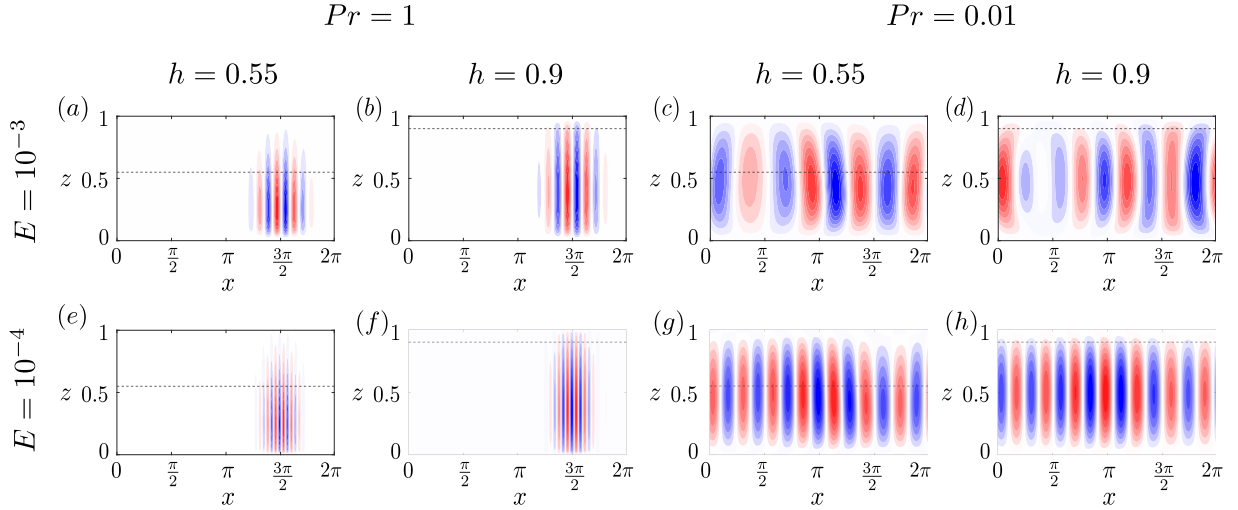 Pr = 1 Pr = 0.01
h = 0.55 h = 0.9 h = 0.55 h = 0.9
E = 10⁻³
(a) (b) (c) (d)
1 1 1 1
z 0.5 z 0.5 z 0.5 z 0.5
0 0 0 0
0 π/2 π 3π/2 2π 0 π/2 π 3π/2 2π 0 π/2 π 3π/2 2π 0 π/2 π 3π/2 2π
x x x x
E = 10⁻⁴
(e) (f) (g) (h)
1 1 1 1
z 0.5 z 0.5 z 0.5 z 0.5
0 0 0 0
0 π/2 π 3π/2 2π 0 π/2 π 3π/2 2π 0 π/2 π 3π/2 2π 0 π/2 π 3π/2 2π
x x x x